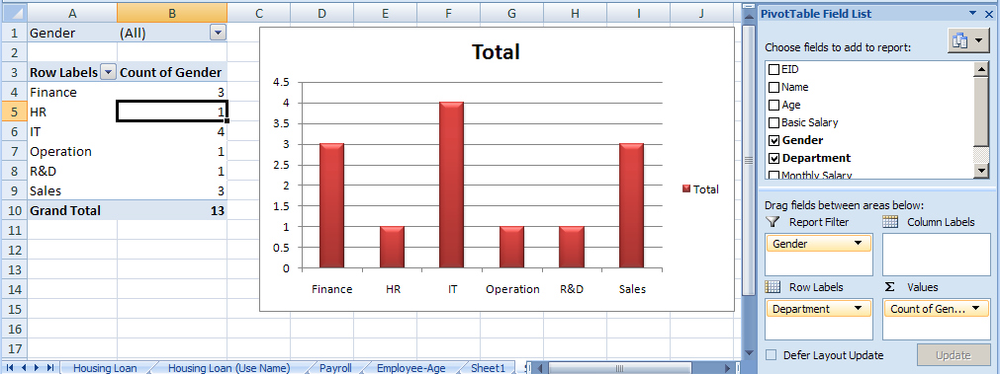 A B C D E F G H I J
1 Gender (All)
2
3 Row Labels Count of Gender
4 Finance 3
5 HR 1
6 IT 4
7 Operation 1
8 R&D 1
9 Sales 3
10 Grand Total 13
11
12
13
14
15
16
17
Total
4.5
4
3.5
3
2.5
2
1.5
1
0.5
0
Finance HR IT Operation R&D Sales
Total
Housing Loan Housing Loan (Use Name) Payroll Employee-Age Sheet1
PivotTable Field List
Choose fields to add to report:
EID
Name
Age
Basic Salary
Gender
Department
Monthly Salary
Drag fields between areas below:
Report Filter Column Labels
Gender
Row Labels Σ Values
Department Count of Gen...
Defer Layout Update Update